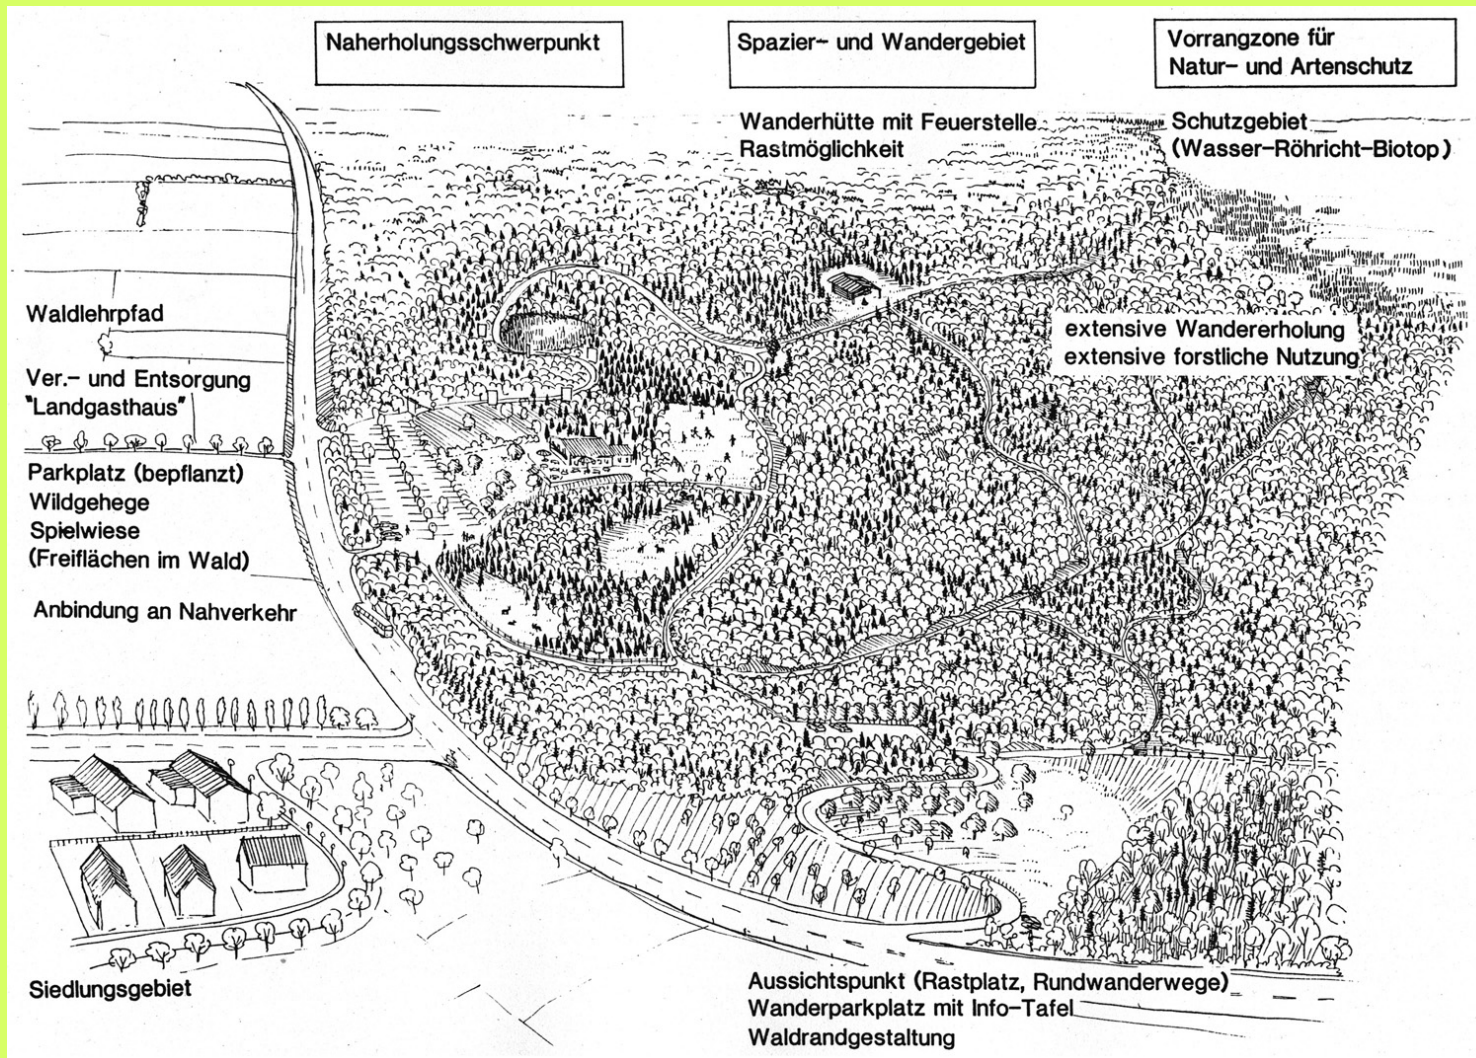 Naherholungsschwerpunkt
Spazier- und Wandergebiet
Vorrangzone für
Natur- und Artenschutz
Wanderhütte mit Feuerstelle
Rastmöglichkeit
Schutzgebiet
(Wasser-Röhricht-Biotop)
Waldlehrpfad
Ver.- und Entsorgung
"Landgasthaus"
Parkplatz (bepflanzt)
Wildgehege
Spielwiese
(Freiflächen im Wald)
Anbindung an Nahverkehr
extensive Wandererholung
extensive forstliche Nutzung
Siedlungsgebiet
Aussichtspunkt (Rastplatz, Rundwanderwege)
Wanderparkplatz mit Info-Tafel
Waldrandgestaltung